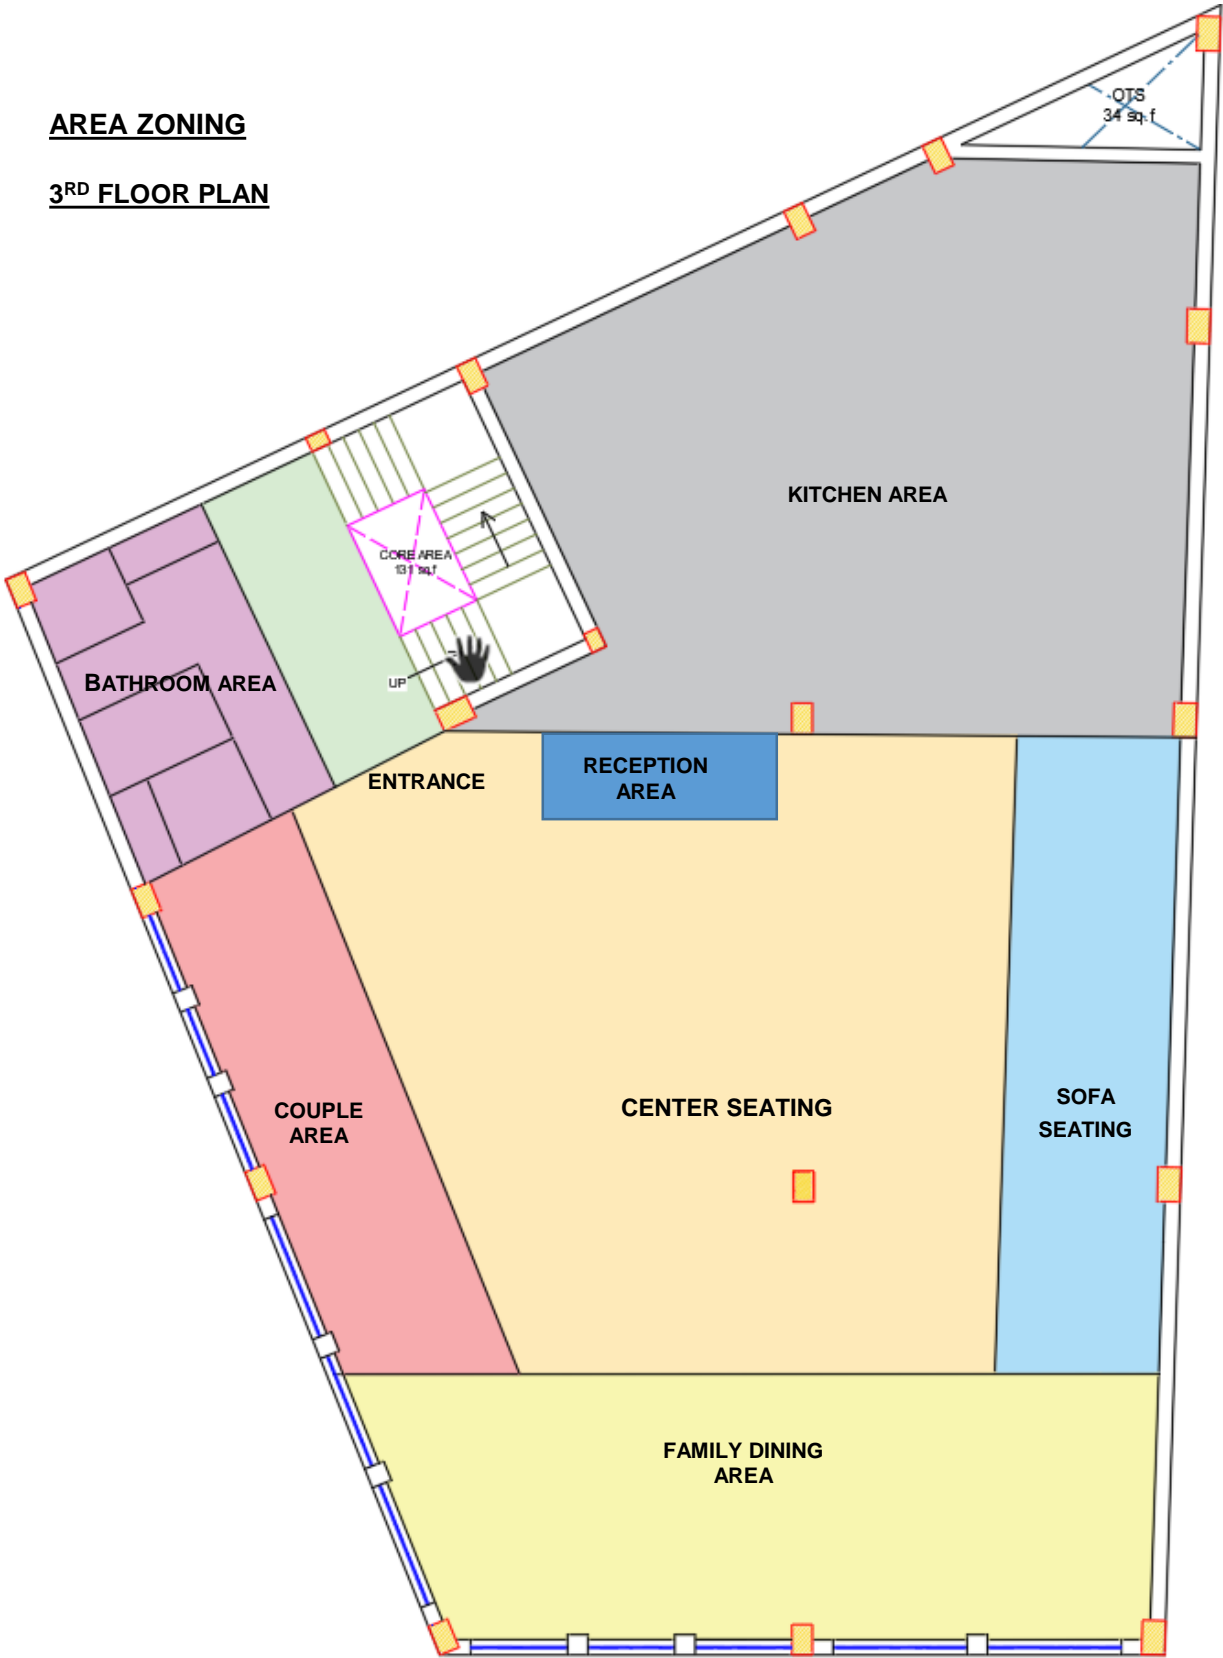 AREA ZONING
3RD FLOOR PLAN
OTS
34 sq.f
KITCHEN AREA
CORE AREA
131 sq.f
BATHROOM AREA
UP
ENTRANCE
RECEPTION
AREA
COUPLE
AREA
CENTER SEATING
SOFA
SEATING
FAMILY DINING
AREA